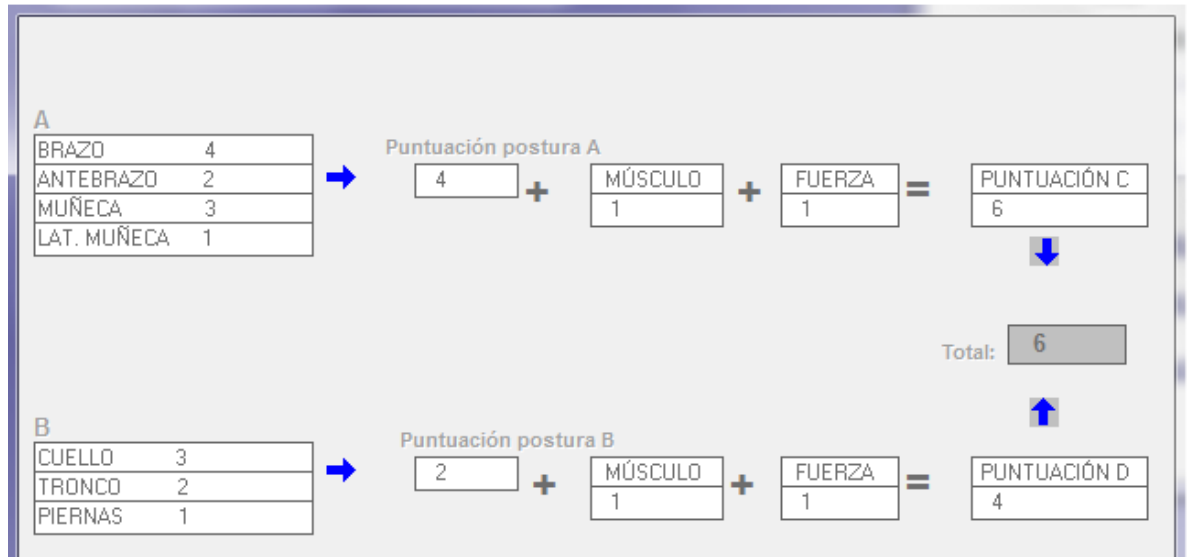 A
BRAZO 4
ANTEBRAZO 2
MUÑECA 3
LAT. MUÑECA 1
Puntuación postura A
4 + MÚSCULO 1 + FUERZA 1 = PUNTUACIÓN C 6
Total: 6
B
CUELLO 3
TRONCO 2
PIERNAS 1
Puntuación postura B
2 + MÚSCULO 1 + FUERZA 1 = PUNTUACIÓN D 4